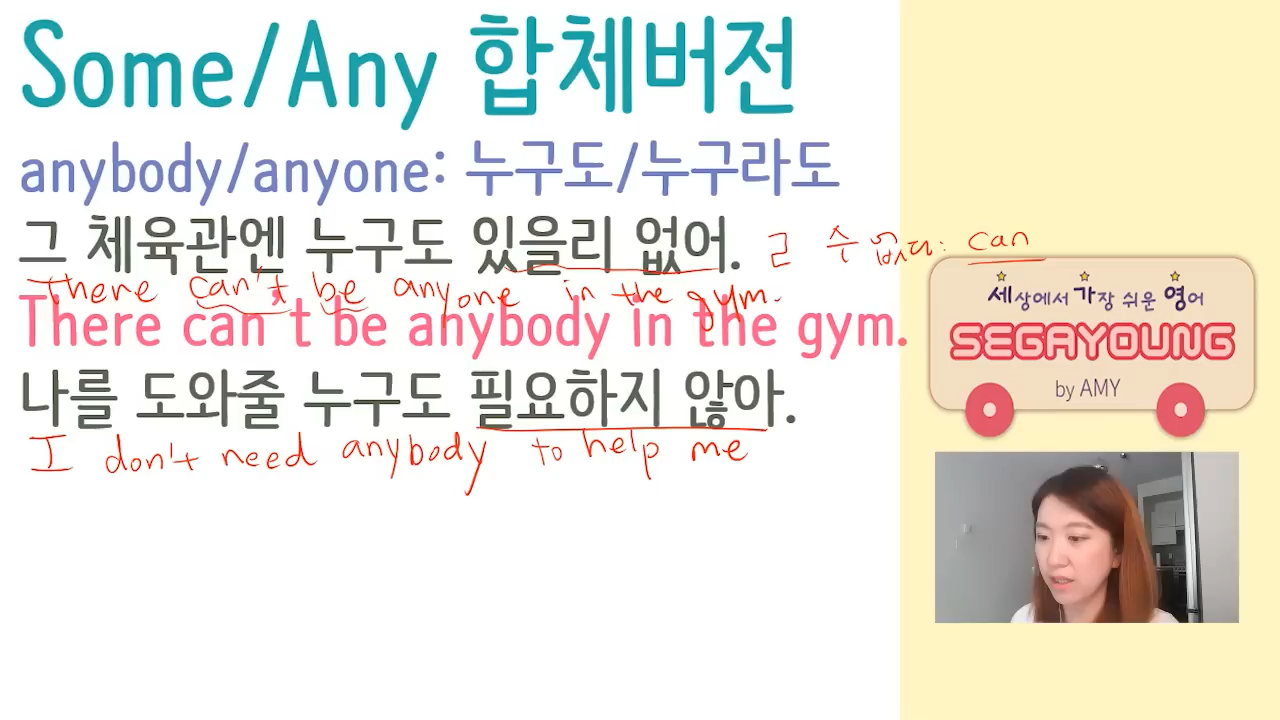 Some/Any 합체버전
anybody/anyone: 누구도/누구라도
그 체육관엔 누구도 있을리 없어.
ㄹ 수 없다: can
There can't be anyone in the gym.
There can't be anybody in the gym.
나를 도와줄 누구도 필요하지 않아.
I don't need anybody to help me
세상에서 가장 쉬운 영어
SEGAYOUNG
by AMY